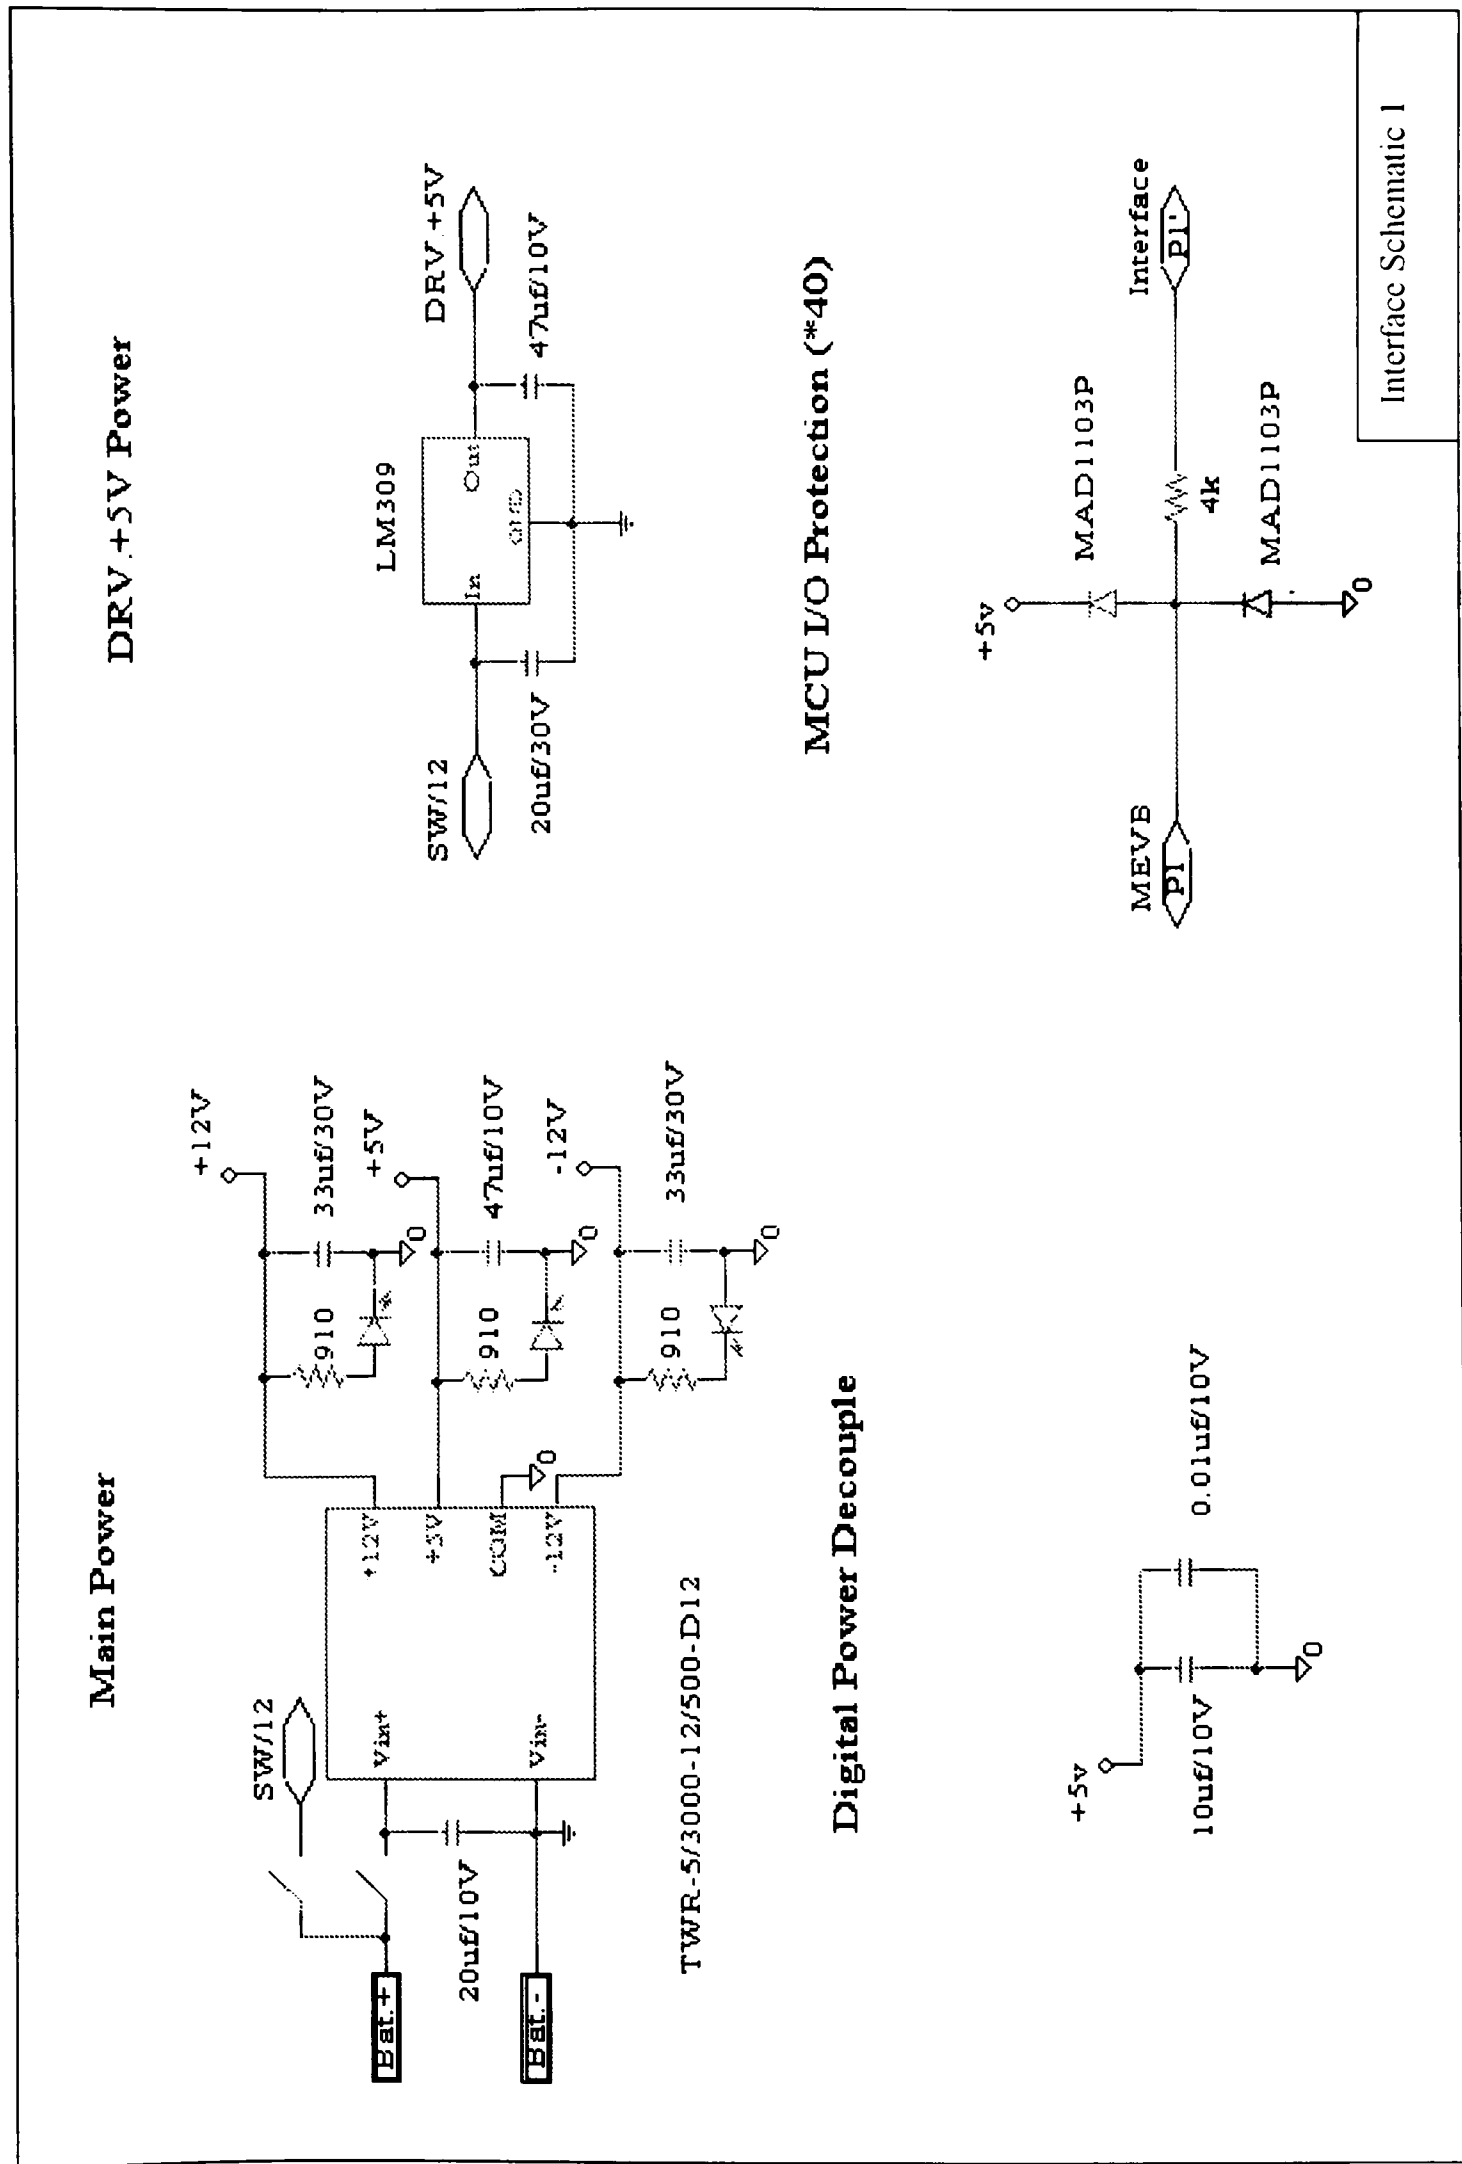 Main Power
SW/12
Bat.+
Bat.-
20uf/10V
Vin+
Vin-
+12V
+5V
COM
-12V
0
TWR-5/3000-12/500-D12
910
33uf/30V
0
+12V
910
47uf/10V
0
+5V
910
33uf/30V
0
-12V
DRV.+5V Power
SW/12
20uf/30V
LM309
In
Out
GND
47uf/10V
DRV.+5V
Digital Power Decouple
+5v
10uf/10V
0.01uf/10V
0
MCU I/O Protection (*40)
MEVB
P1
+5v
MAD1103P
MAD1103P
0
4k
Interface
P1'
Interface Schematic 1